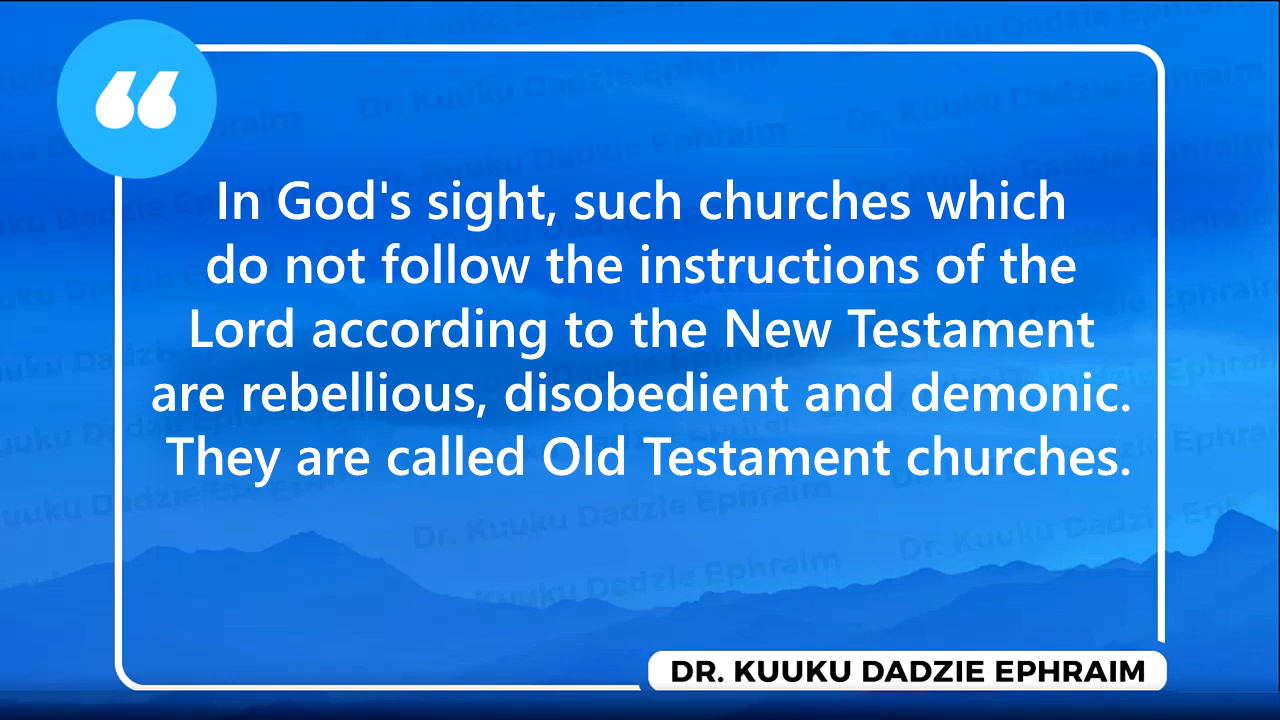 “
In God's sight, such churches which
do not follow the instructions of the
Lord according to the New Testament
are rebellious, disobedient and demonic.
They are called Old Testament churches.
DR. KUUKU DADZIE EPHRAIM